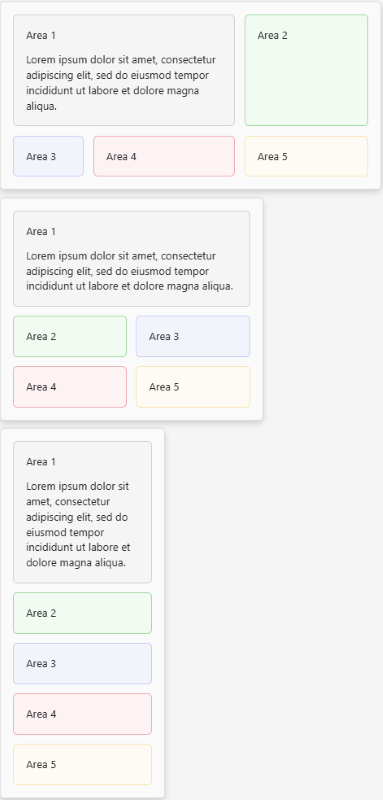 Area 1
Area 2
Lorem ipsum dolor sit amet, consectetur
adipiscing elit, sed do eiusmod tempor
incididunt ut labore et dolore magna
aliqua.
Area 3
Area 4
Area 5
Area 1
Lorem ipsum dolor sit amet, consectetur
adipiscing elit, sed do eiusmod tempor
incididunt ut labore et dolore magna aliqua.
Area 2
Area 3
Area 4
Area 5
Area 1
Lorem ipsum dolor sit
amet, consectetur
adipiscing elit, sed do
eiusmod tempor
incididunt ut labore et
dolore magna aliqua.
Area 2
Area 3
Area 4
Area 5